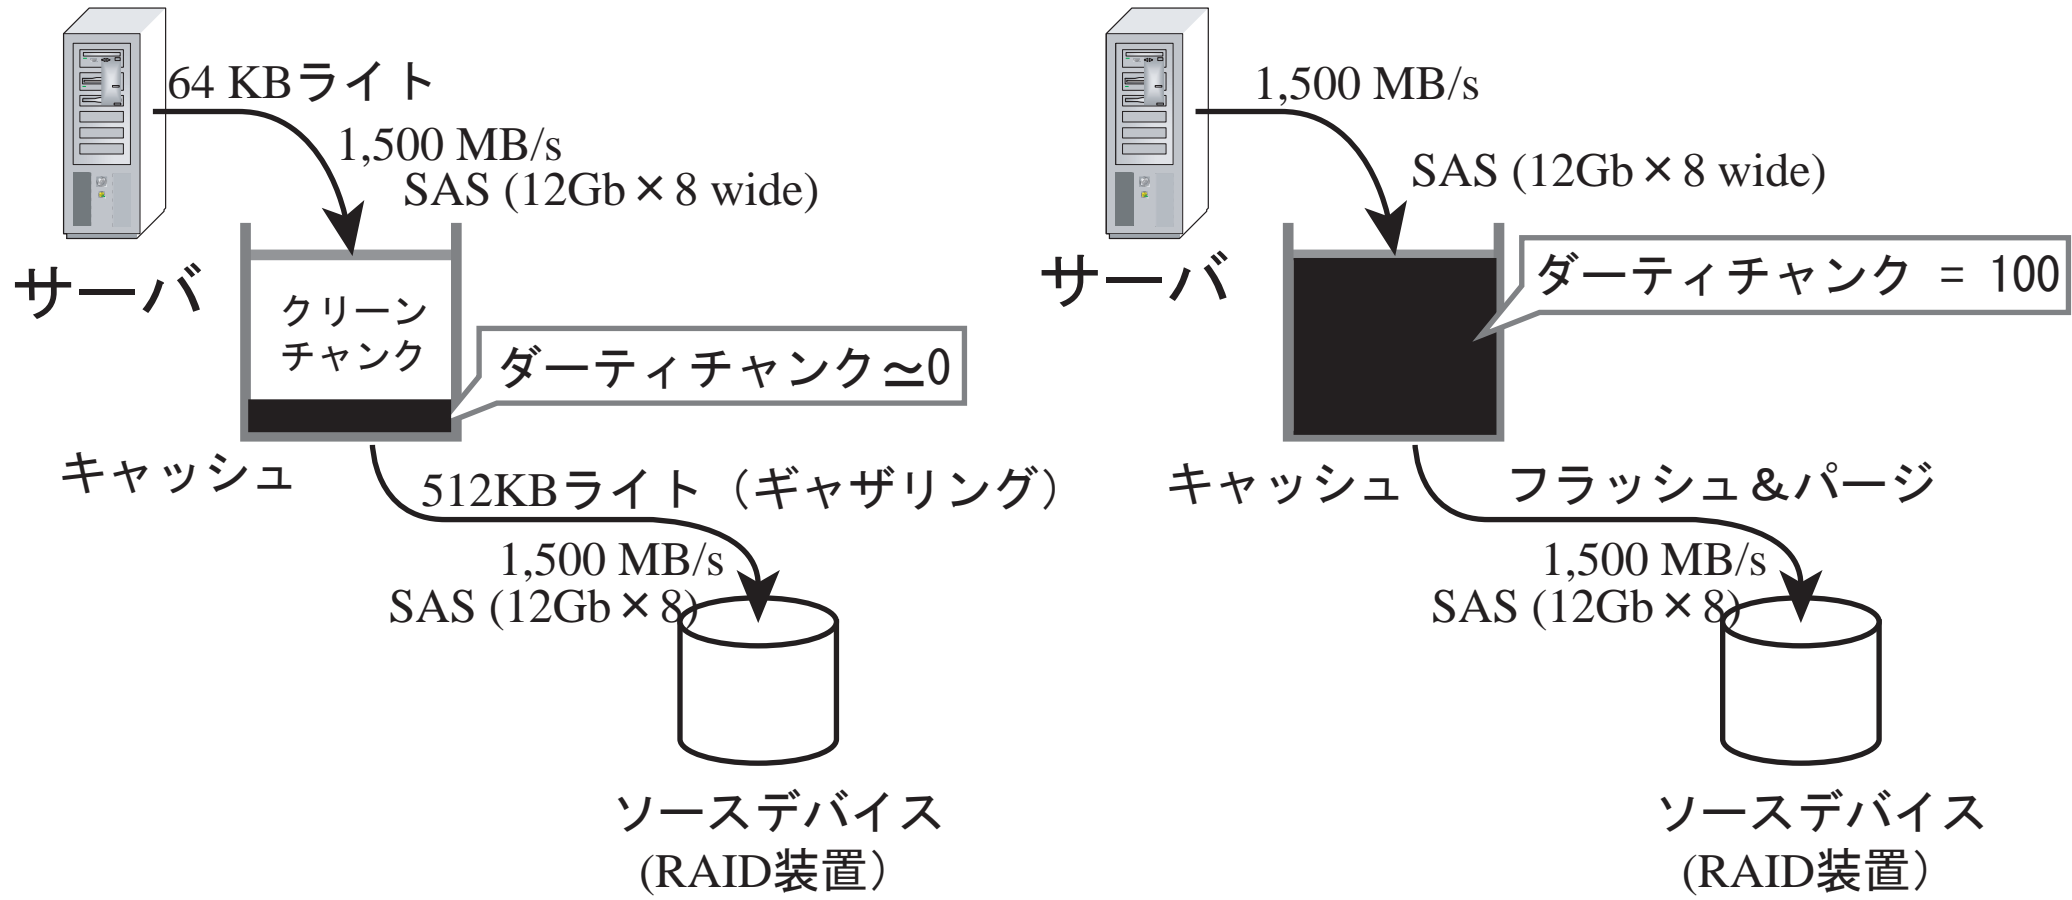 64 KBライト
1,500 MB/s
SAS (12Gb×8 wide)
サーバ
クリーン
チャンク
ダーティチャンク≃0
キャッシュ
512KBライト（ギャザリング）
1,500 MB/s
SAS (12Gb×8)
ソースデバイス
(RAID装置）
1,500 MB/s
SAS (12Gb×8 wide)
サーバ
ダーティチャンク = 100
キャッシュ
フラッシュ&パージ
1,500 MB/s
SAS (12Gb×8)
ソースデバイス
(RAID装置）